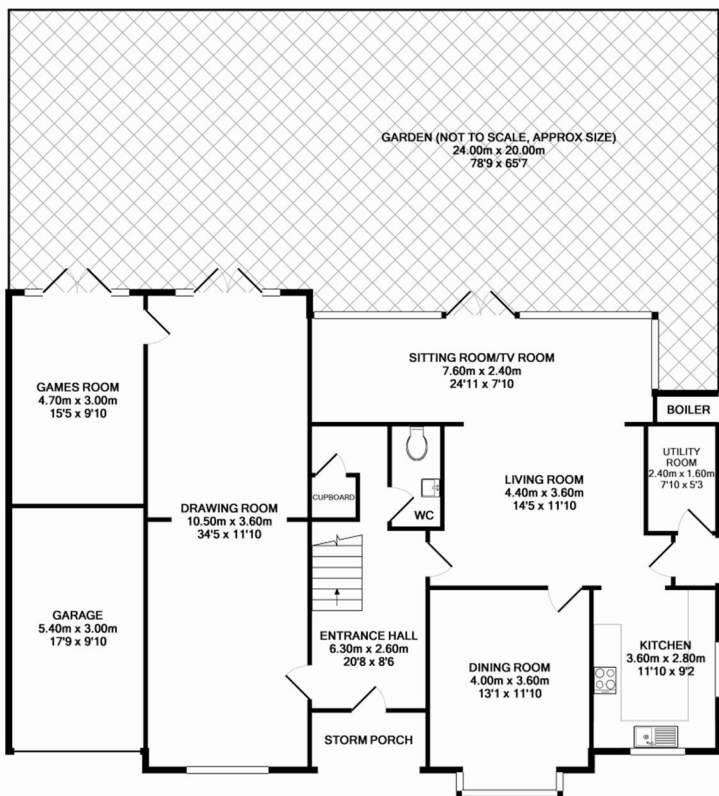 GARDEN (NOT TO SCALE, APPROX SIZE)
24.00m x 20.00m
78'9 x 65'7
SITTING ROOM/TV ROOM
7.60m x 2.40m
24'11 x 7'10
GAMES ROOM
4.70m x 3.00m
15'5 x 9'10
BOILER
UTILITY
ROOM
2.40m x 1.60m
7'10 x 5'3
LIVING ROOM
4.40m x 3.60m
14'5 x 11'10
CUPBOARD
WC
DRAWING ROOM
10.50m x 3.60m
34'5 x 11'10
GARAGE
5.40m x 3.00m
17'9 x 9'10
ENTRANCE HALL
6.30m x 2.60m
20'8 x 8'6
DINING ROOM
4.00m x 3.60m
13'1 x 11'10
KITCHEN
3.60m x 2.80m
11'10 x 9'2
STORM PORCH